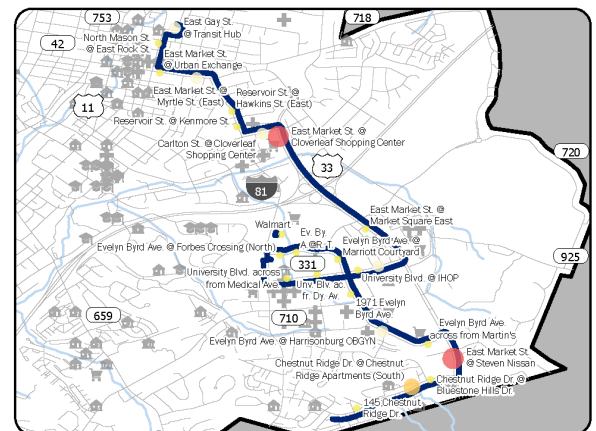 753
718
East Gay St.
@ Transit Hub
North Mason St.
@ East Rock St.
42
East Market St.
@ Urban Exchange
East Market St. @
Myrtle St. (East)
Reservoir St. @
Hawkins St. (East)
11
Reservoir St. @ Kenmore St.
East Market St. @
Cloverleaf Shopping Center
Carlton St. @ Cloverleaf
Shopping Center
720
33
81
East Market St. @
Market Square East
Walmart
Ev. By.
A @R. T.
Evelyn Byrd Ave. @
Marriott Courtyard
Evelyn Byrd Ave. @ Forbes Crossing (North)
925
331
University Blvd. across
from Medical Ave.
University Blvd. @ IHOP
Unv. Blv. ac.
fr. Dy. Av.
1971 Evelyn
Byrd Ave.
659
710
Evelyn Byrd Ave.
across from Martin's
Evelyn Byrd Ave. @ Harrisonburg OBGYN
East Market St.
@ Steven Nissan
Chestnut Ridge Dr. @ Chestnut
Ridge Apartments (South)
Chestnut Ridge Dr. @
Bluestone Hills Dr.
145 Chestnut
Ridge Dr.